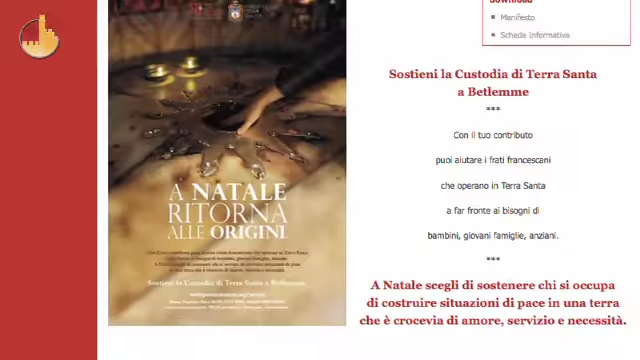 download
Manifesto
Scheda Informativa
Sostieni la Custodia di Terra Santa
a Betlemme
***
Con il tuo contributo
puoi aiutare i frati francescani
che operano in Terra Santa
a far fronte ai bisogni di
bambini, giovani famiglie, anziani.
***
A Natale scegli di sostenere chi si occupa
di costruire situazioni di pace in una terra
che è crocevia di amore, servizio e necessità.
A NATALE
RITORNA
ALLE ORIGINI
Sostieni la Custodia di Terra Santa a Betlemme